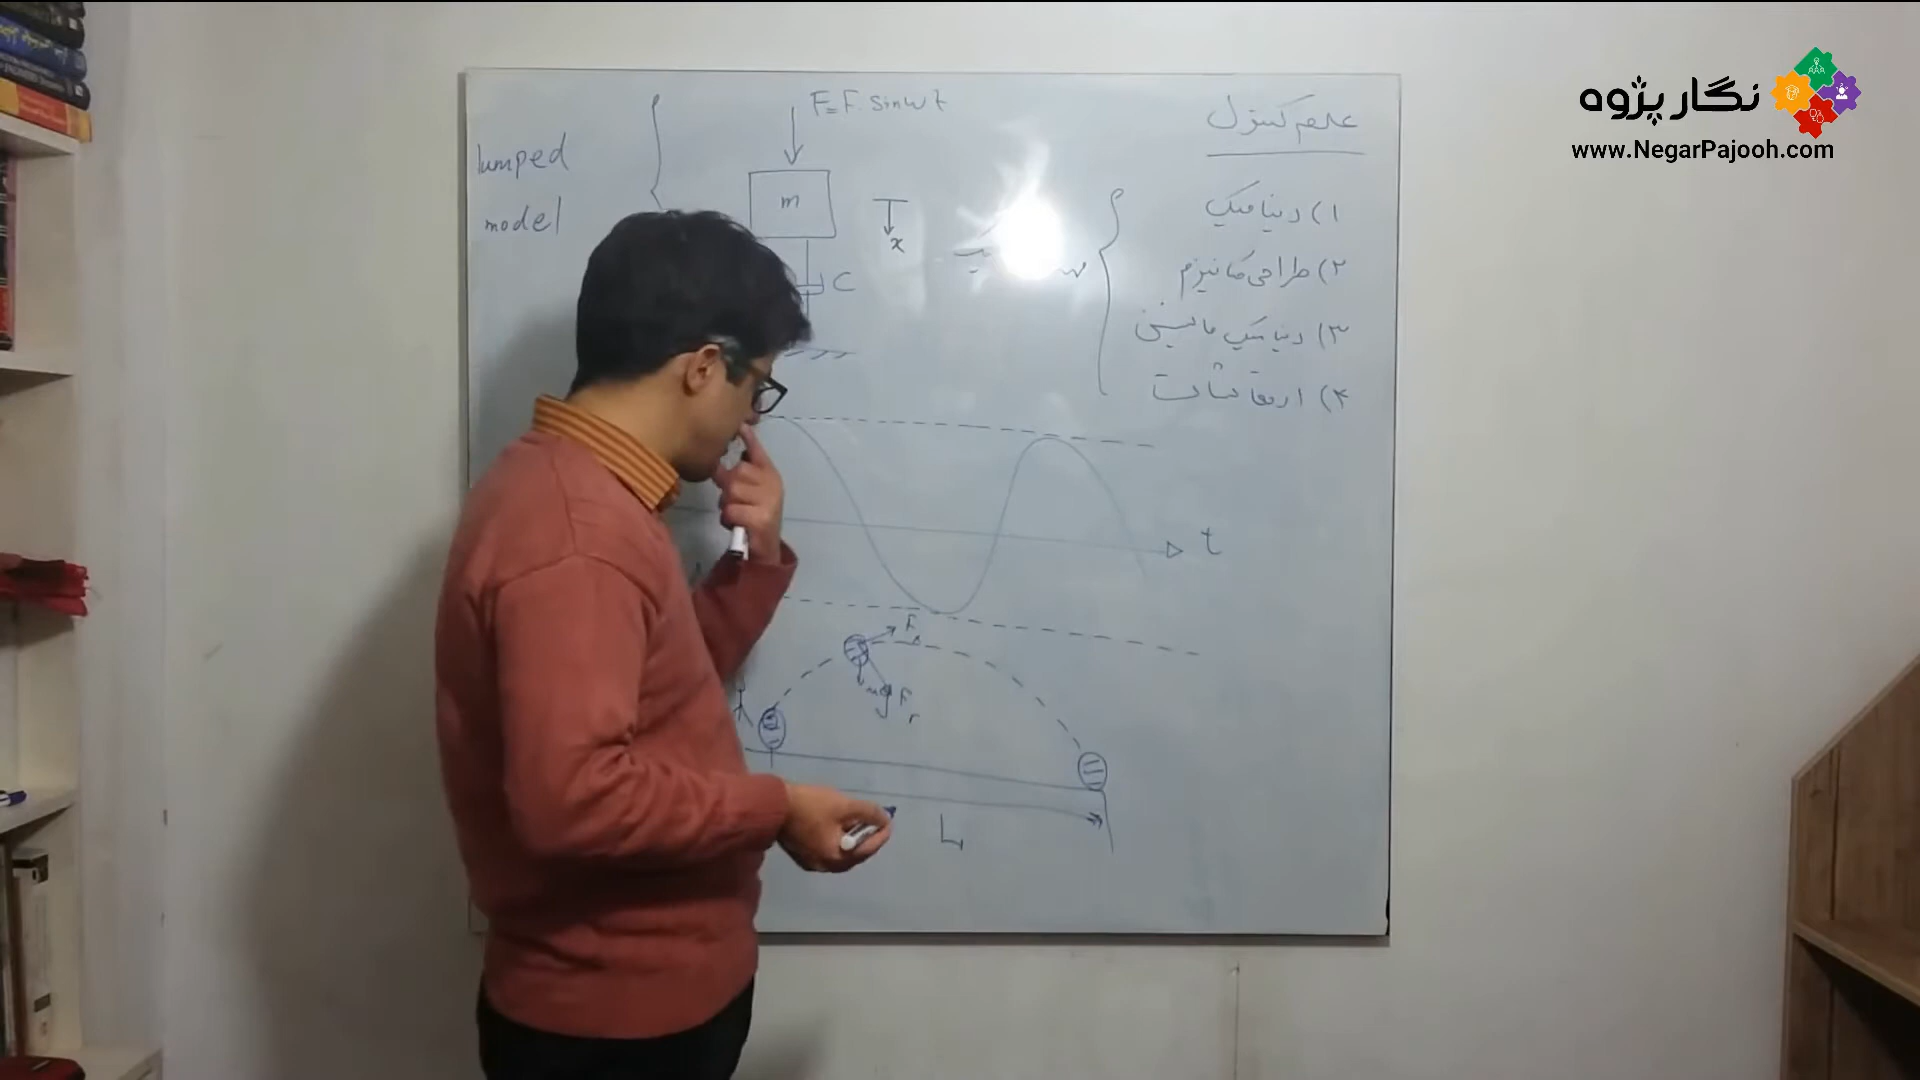 نگار پژوه
www.NegarPajooh.com
علم کنترل
۱) دینامیک
۲) طراحی مکانیزم
۳) دینامیک ماشین
۴) ارتعاشات
lumped
model
F=F. sinωt
m
x
C
t
F
mg
F r
L